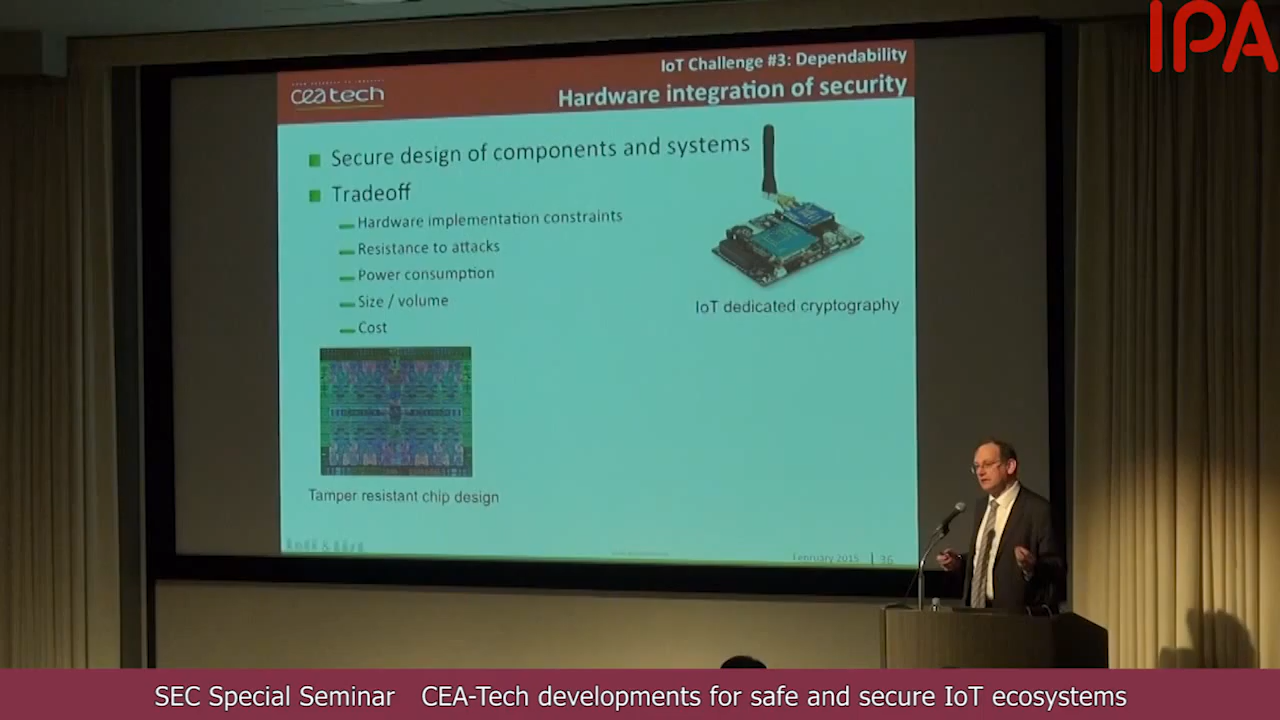 IPA
IoT Challenge #3: Dependability
ceatech
Hardware integration of security
Secure design of components and systems
Tradeoff
Hardware implementation constraints
Resistance to attacks
Power consumption
Size / volume
Cost
IoT dedicated cryptography
Tamper resistant chip design
February 2015 | 36
SEC Special Seminar CEA-Tech developments for safe and secure IoT ecosystems